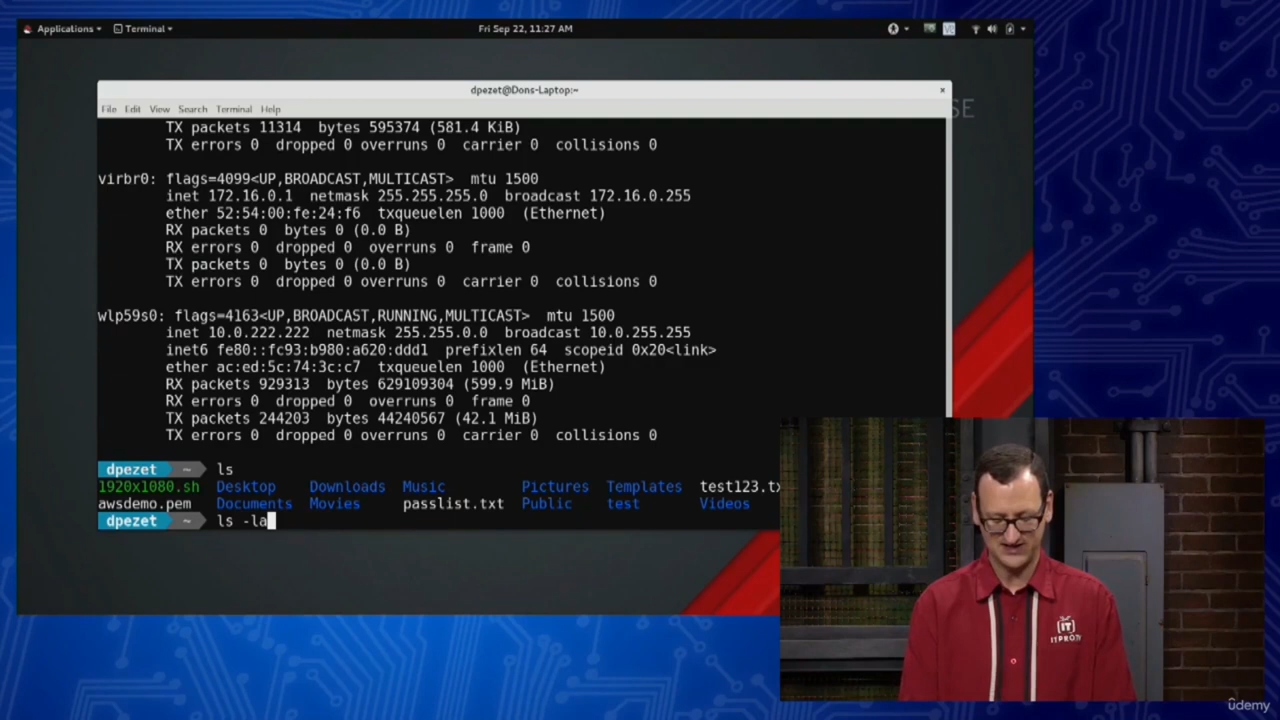 Applications Terminal Fri Sep 22, 11:27 AM
dpezet@Dons-Laptop:~ ×
File Edit View Search Terminal Help
SE
TX packets 11314 bytes 595374 (581.4 KiB)
TX errors 0 dropped 0 overruns 0 carrier 0 collisions 0
virbr0: flags=4099<UP,BROADCAST,MULTICAST> mtu 1500
inet 172.16.0.1 netmask 255.255.255.0 broadcast 172.16.0.255
ether 52:54:00:fe:24:f6 txqueuelen 1000 (Ethernet)
RX packets 0 bytes 0 (0.0 B)
RX errors 0 dropped 0 overruns 0 frame 0
TX packets 0 bytes 0 (0.0 B)
TX errors 0 dropped 0 overruns 0 carrier 0 collisions 0
wlp59s0: flags=4163<UP,BROADCAST,RUNNING,MULTICAST> mtu 1500
inet 10.0.222.222 netmask 255.255.0.0 broadcast 10.0.255.255
inet6 fe80::fc93:b980:a620:ddd1 prefixlen 64 scopeid 0x20<link>
ether ac:ed:5c:74:3c:c7 txqueuelen 1000 (Ethernet)
RX packets 929313 bytes 629109304 (599.9 MiB)
RX errors 0 dropped 0 overruns 0 frame 0
TX packets 244203 bytes 44240567 (42.1 MiB)
TX errors 0 dropped 0 overruns 0 carrier 0 collisions 0
dpezet ~ ls
1920x1080.sh Desktop Downloads Music Pictures Templates test123.tx
awsdemo.pem Documents Movies passlist.txt Public test Videos
dpezet ~ ls -la
IT
ITPRO.TV
ûdemy